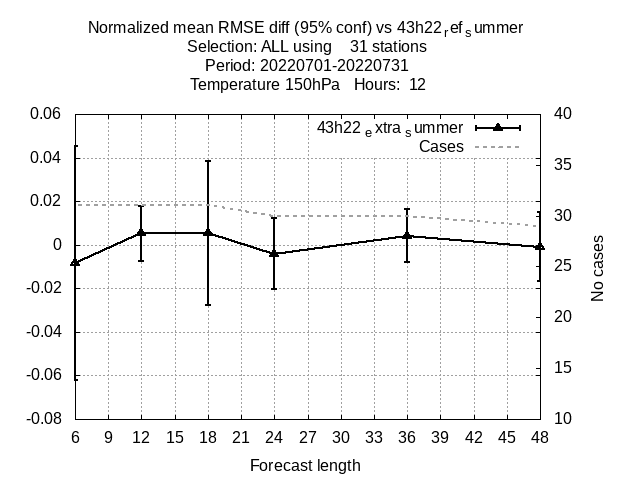 Normalized mean RMSE diff (95% conf) vs 43h22refsummer
Selection: ALL using    31 stations
Period: 20220701-20220731
Temperature 150hPa   Hours:  12
43h22extrasummer
Cases
0.06
0.04
0.02
0
-0.02
-0.04
-0.06
-0.08
40
35
30
25
20
15
10
No cases
6 9 12 15 18 21 24 27 30 33 36 39 42 45 48
Forecast length